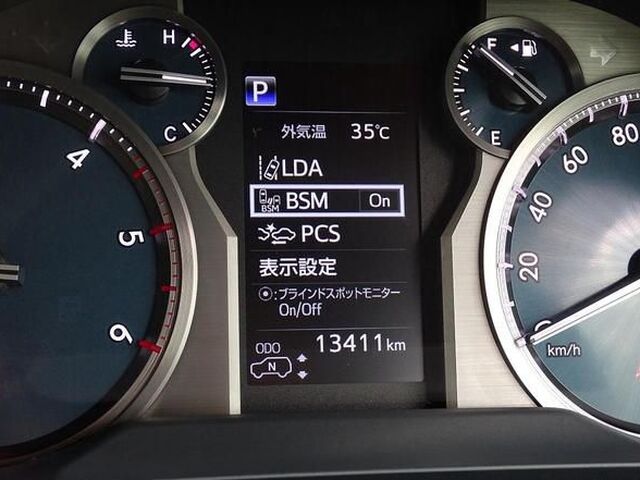 H
C
4
5
6
P
外気温 35℃
LDA
BSM BSM On
PCS
表示設定
:ブラインドスポットモニター
On/Off
ODO 13411km
N
F
E
80
60
40
20
0
km/h